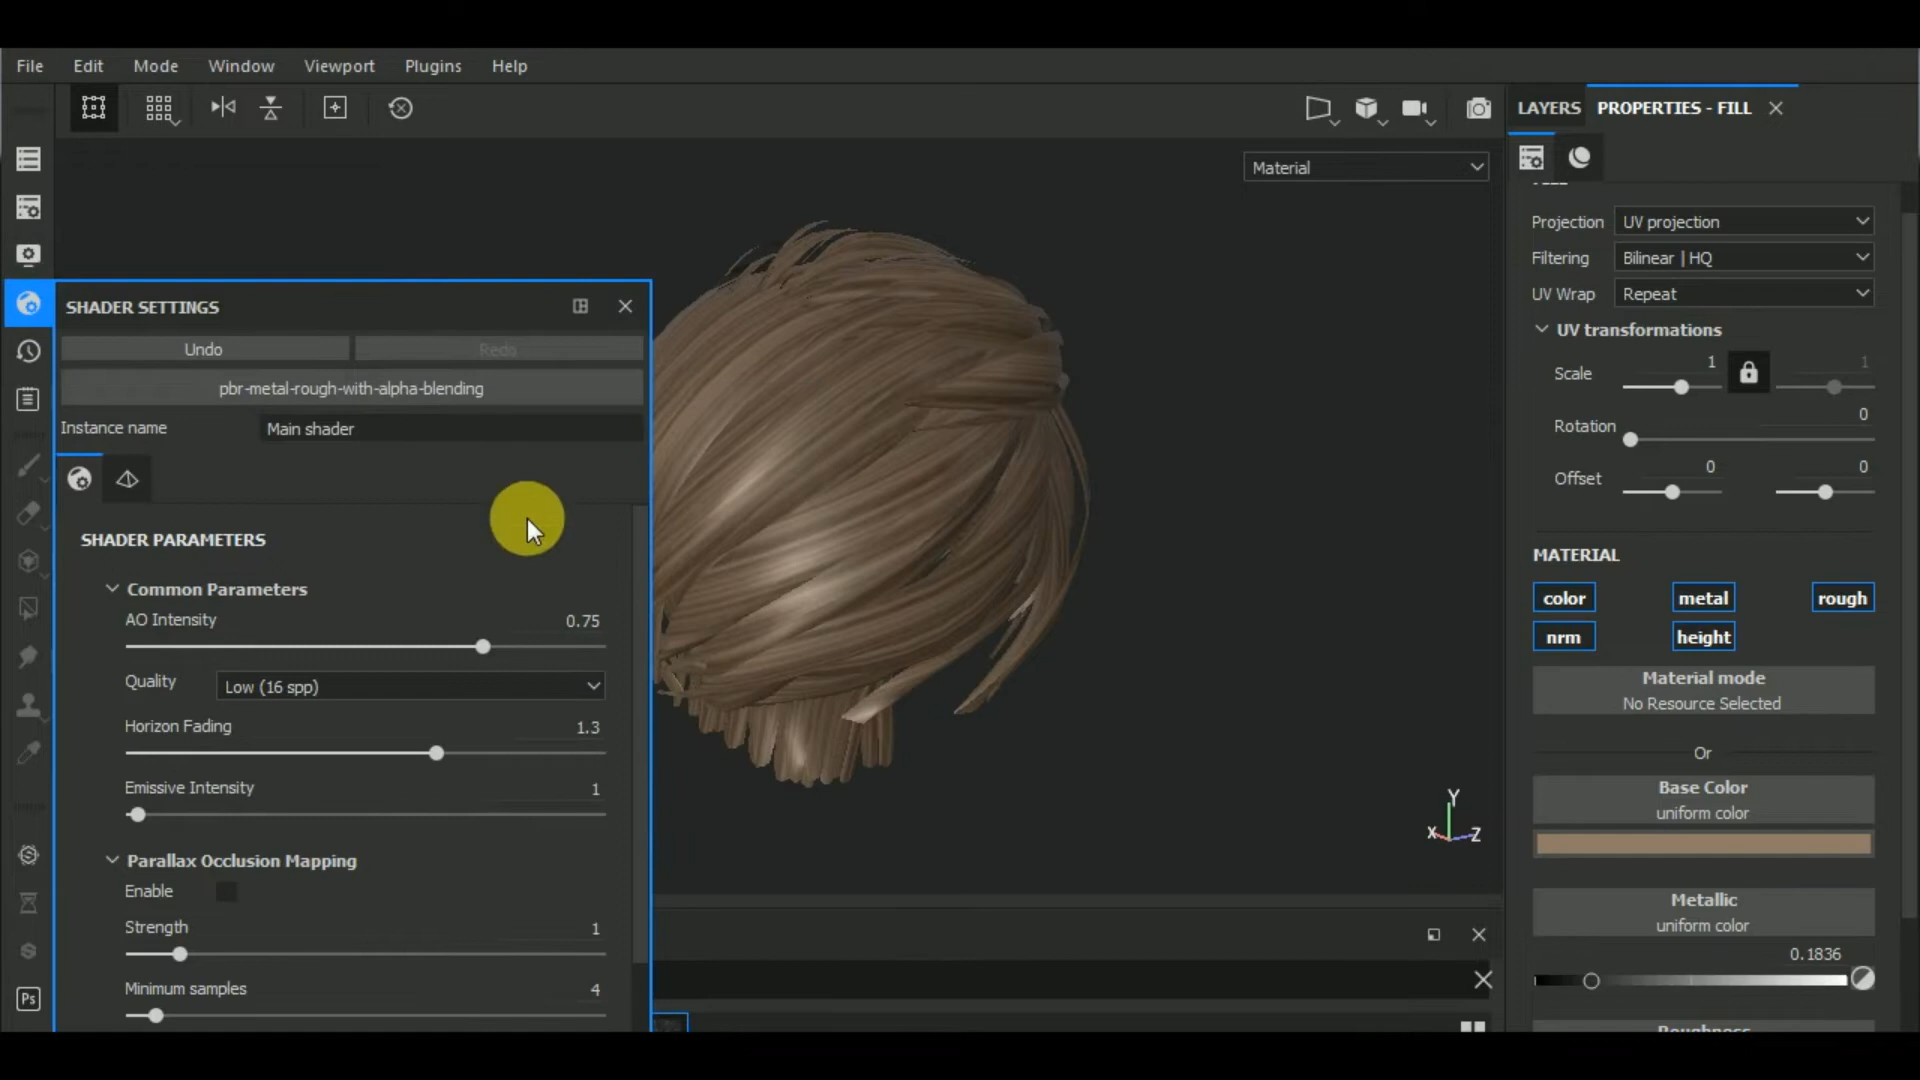 File Edit Mode Window Viewport Plugins Help
LAYERS PROPERTIES - FILL
Material
Projection UV projection
Filtering Bilinear | HQ
UV Wrap Repeat
UV transformations
Scale 1 1
Rotation 0
Offset 0 0
MATERIAL
color metal rough
nrm height
Material mode
No Resource Selected
Or
Base Color
uniform color
Metallic
uniform color
0.1836
Roughness
SHADER SETTINGS
Undo Redo
pbr-metal-rough-with-alpha-blending
Instance name Main shader
SHADER PARAMETERS
Common Parameters
AO Intensity 0.75
Quality Low (16 spp)
Horizon Fading 1.3
Emissive Intensity 1
Parallax Occlusion Mapping
Enable
Strength 1
Minimum samples 4
Ps
Y
X Z